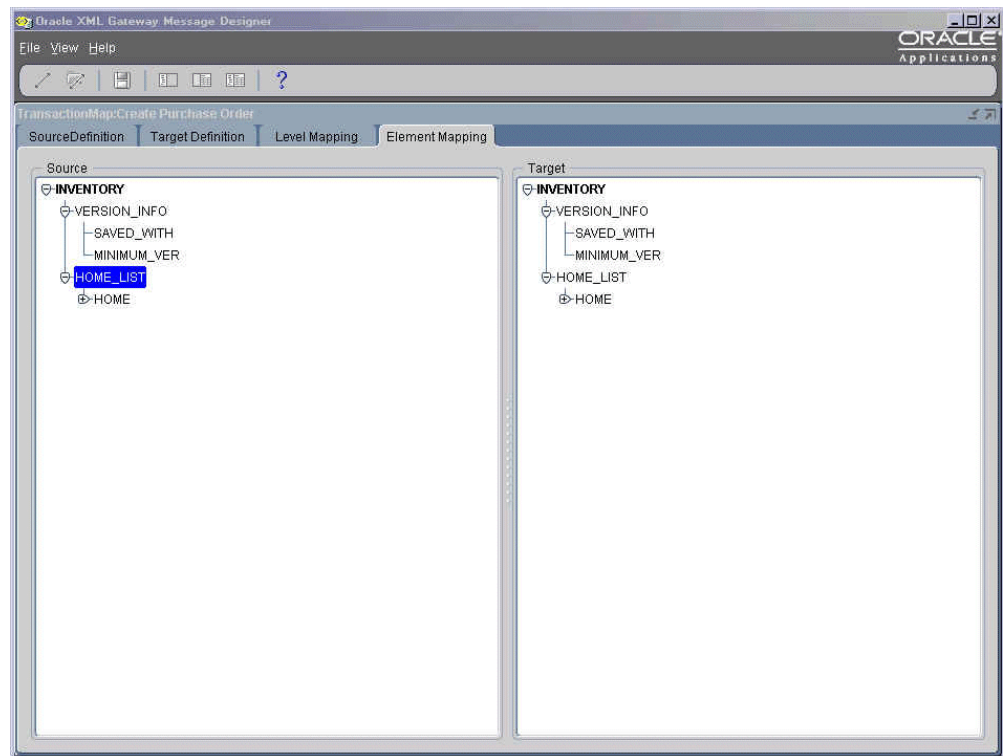 Oracle XML Gateway Message Designer
File View Help
ORACLE
Applications
TransactionMap:Create Purchase Order
SourceDefinition Target Definition Level Mapping Element Mapping
Source Target
INVENTORY INVENTORY
VERSION_INFO VERSION_INFO
SAVED_WITH SAVED_WITH
MINIMUM_VER MINIMUM_VER
HOME_LIST HOME_LIST
HOME HOME